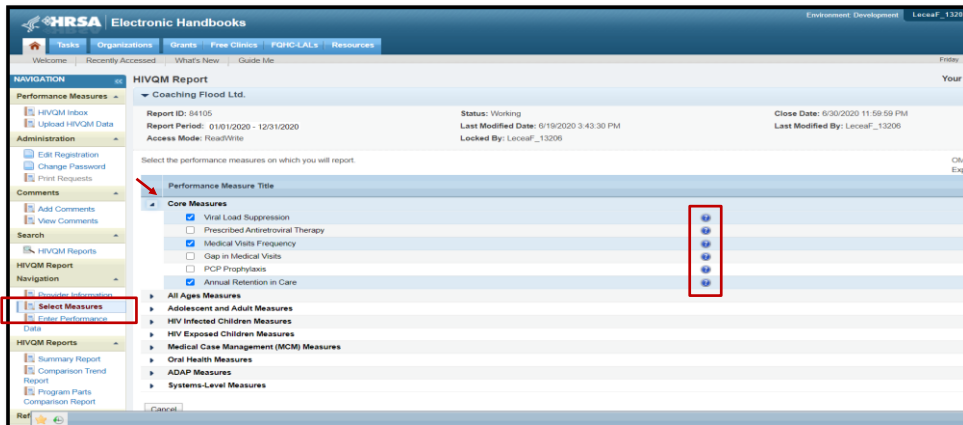 HRSA Electronic Handbooks
Environment: Development LeceaF_1320
Tasks Organizations Grants Free Clinics FQHC-LALs Resources
Welcome Recently Accessed What's New Guide Me
Friday
NAVIGATION
HIVQM Report
Your
Performance Measures
HIVQM Inbox
Upload HIVQM Data
Administration
Edit Registration
Change Password
Print Requests
Comments
Add Comments
View Comments
Search
HIVQM Reports
HIVQM Report
Navigation
Provider Information
Select Measures
Enter Performance
Data
HIVQM Reports
Summary Report
Comparison Trend
Report
Program Parts
Comparison Report
Ref
Coaching Flood Ltd.
Report ID: 84105
Status: Working
Close Date: 6/30/2020 11:59:59 PM
Report Period: 01/01/2020 - 12/31/2020
Last Modified Date: 6/19/2020 3:43:30 PM
Last Modified By: LeceaF_13206
Access Mode: ReadWrite
Locked By: LeceaF_13206
Select the performance measures on which you will report.
OM
Exp
Performance Measure Title
Core Measures
Viral Load Suppression
Prescribed Antiretroviral Therapy
Medical Visits Frequency
Gap in Medical Visits
PCP Prophylaxis
Annual Retention in Care
All Ages Measures
Adolescent and Adult Measures
HIV Infected Children Measures
HIV Exposed Children Measures
Medical Case Management (MCM) Measures
Oral Health Measures
ADAP Measures
Systems-Level Measures
Cancel